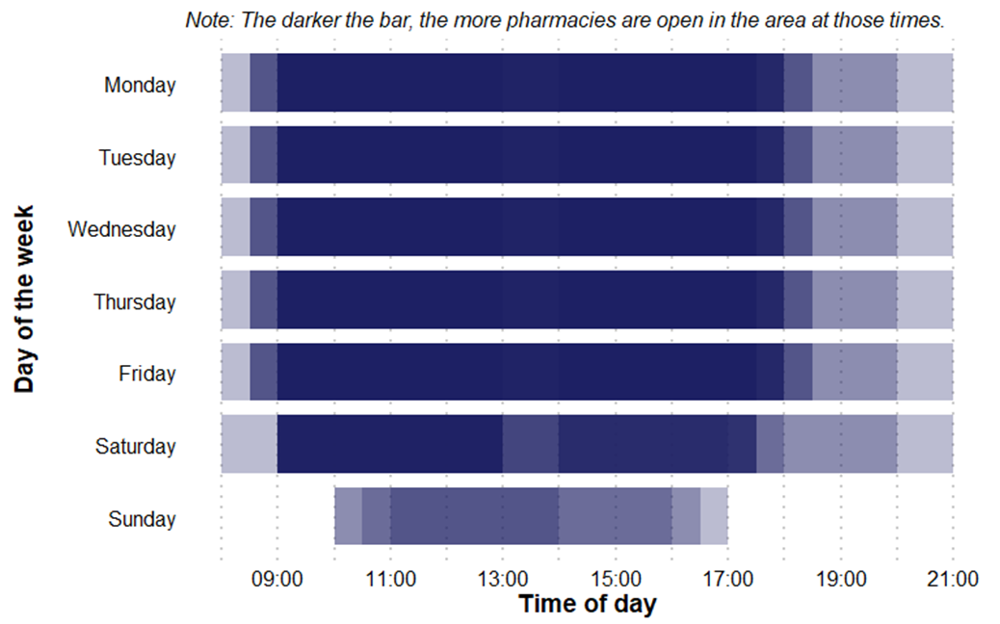 Note: The darker the bar, the more pharmacies are open in the area at those times.
Monday
Tuesday
Wednesday
Thursday
Friday
Saturday
Sunday
Day of the week
09:00 11:00 13:00 15:00 17:00 19:00 21:00
Time of day